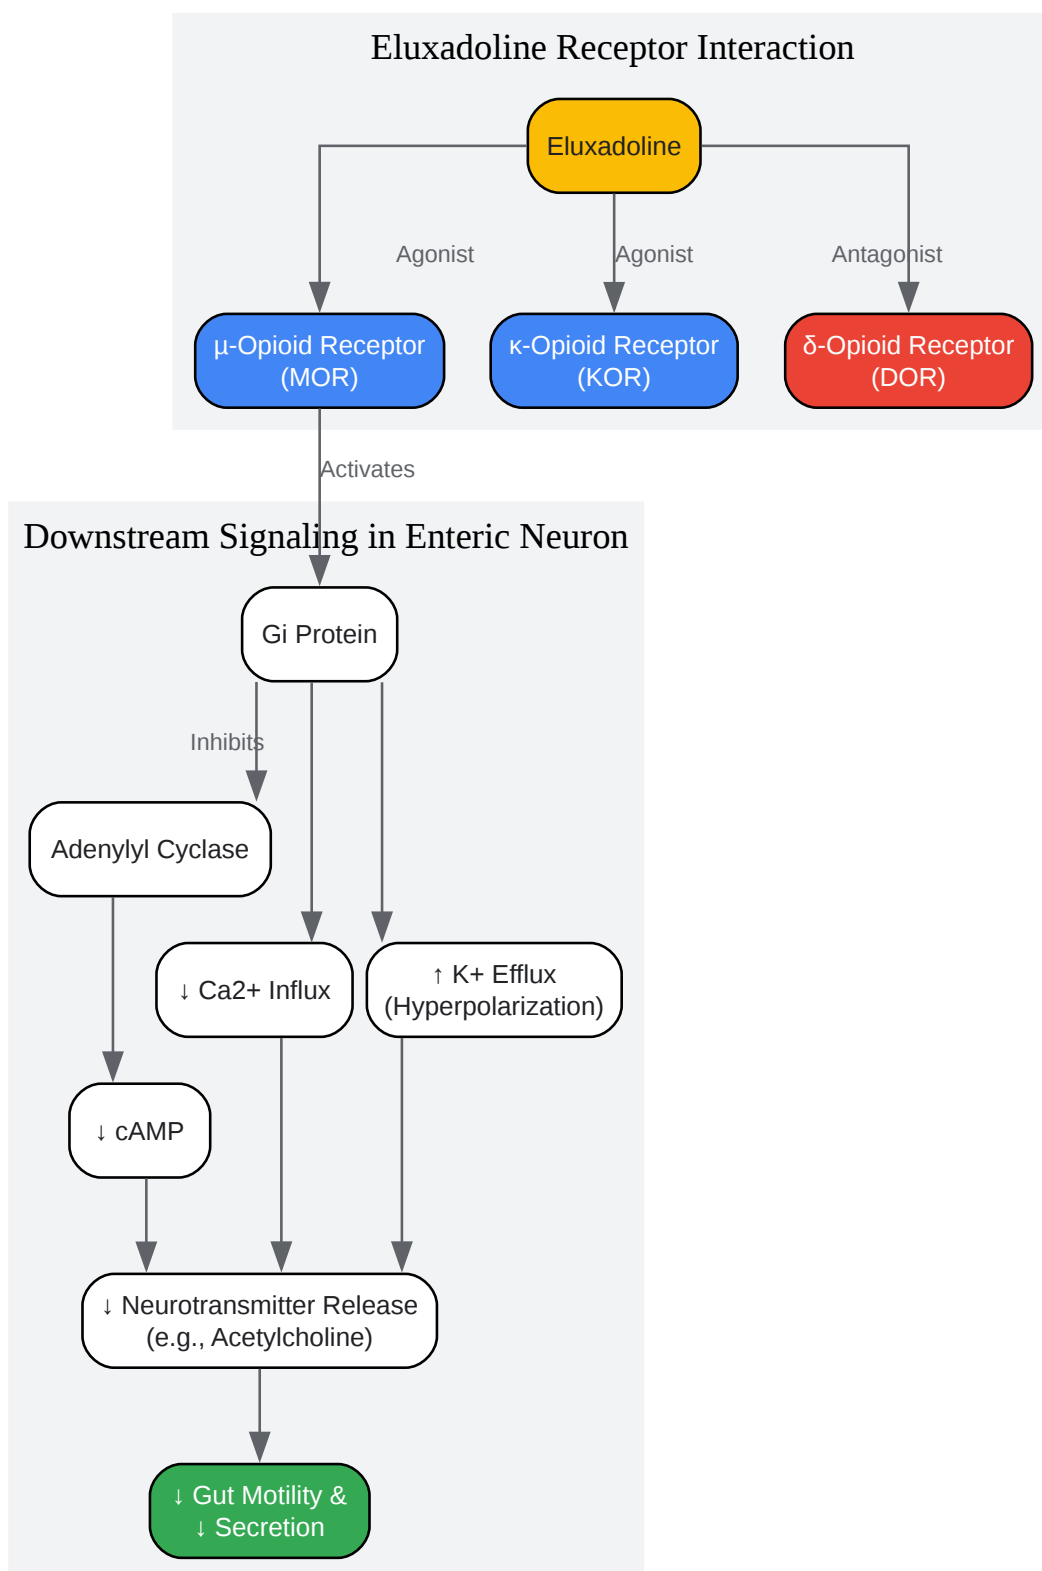 Eluxadoline Receptor Interaction
Eluxadoline
Agonist
Agonist
Antagonist
μ-Opioid Receptor
(MOR)
κ-Opioid Receptor
(KOR)
δ-Opioid Receptor
(DOR)
Activates
Downstream Signaling in Enteric Neuron
Gi Protein
Inhibits
Adenylyl Cyclase
↓ Ca2+ Influx
↑ K+ Efflux
(Hyperpolarization)
↓ cAMP
↓ Neurotransmitter Release
(e.g., Acetylcholine)
↓ Gut Motility &
↓ Secretion